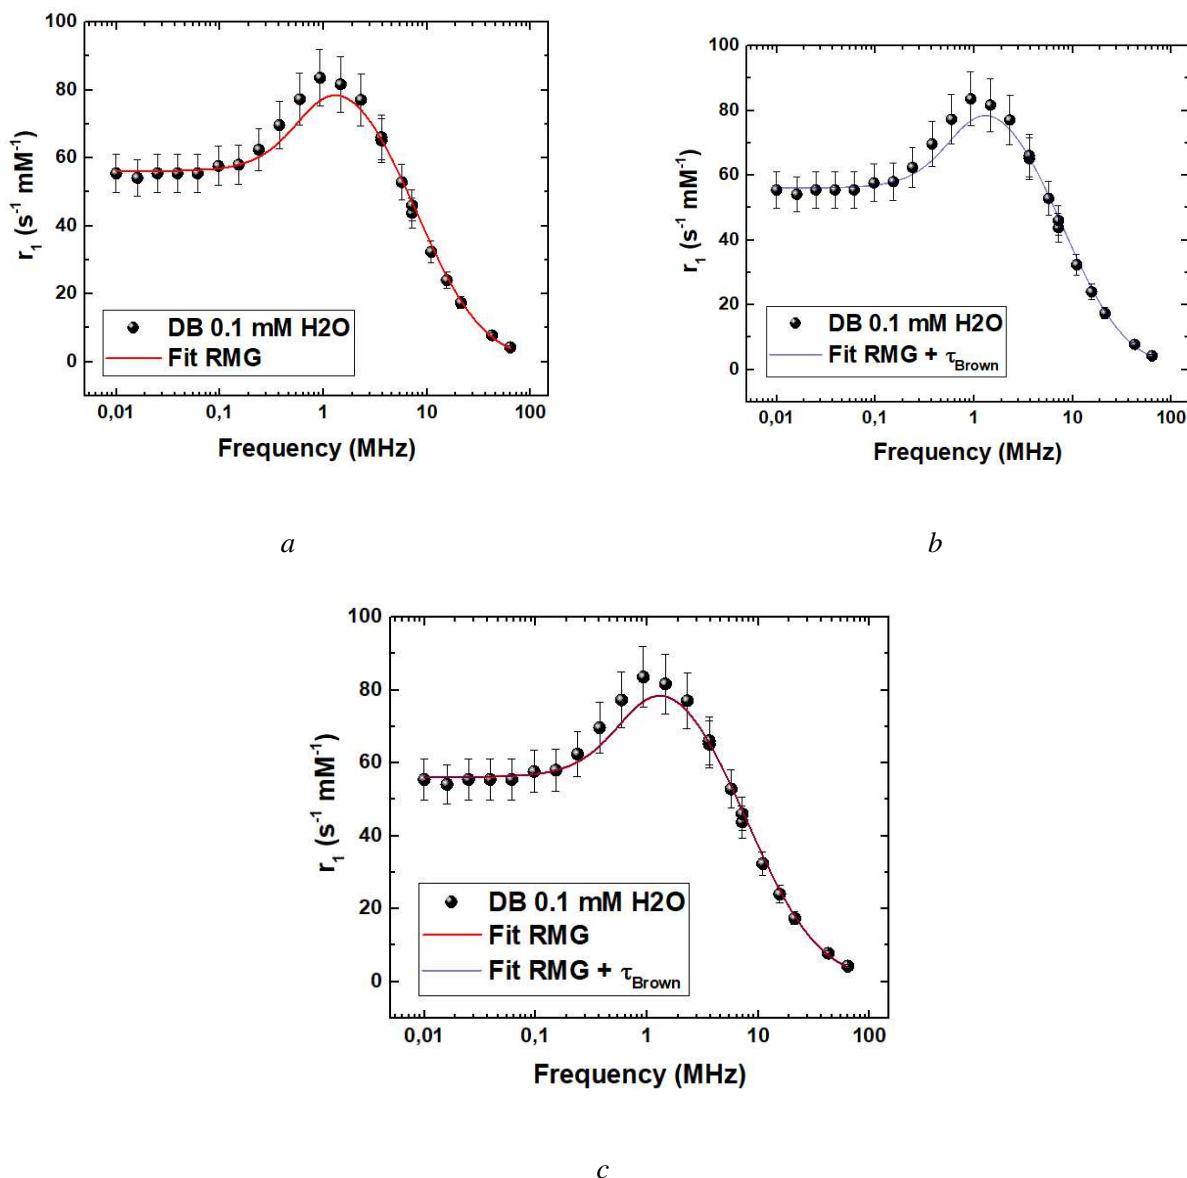 100
80
60
40
20
0
r1 (s-1 mM-1)
DB 0.1 mM H2O
Fit RMG
0,01 0,1 1 10 100
Frequency (MHz)
a
100
80
60
40
20
0
r1 (s-1 mM-1)
DB 0.1 mM H2O
Fit RMG + τBrown
0,01 0,1 1 10 100
Frequency (MHz)
b
100
80
60
40
20
0
r1 (s-1 mM-1)
DB 0.1 mM H2O
Fit RMG
Fit RMG + τBrown
0,01 0,1 1 10 100
Frequency (MHz)
c